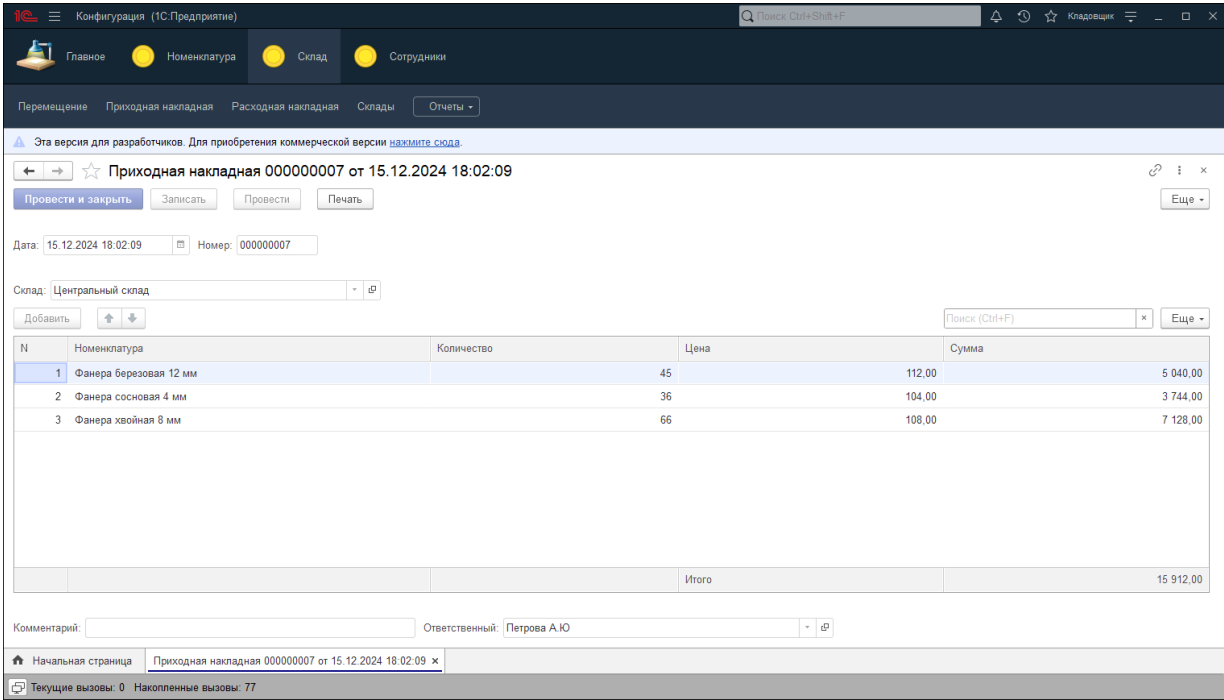 1С Конфигурация (1С:Предприятие) Поиск Ctrl+Shift+F Кладовщик
Главное Номенклатура Склад Сотрудники
Перемещение Приходная накладная Расходная накладная Склады Отчеты
Эта версия для разработчиков. Для приобретения коммерческой версии нажмите сюда.
Приходная накладная 000000007 от 15.12.2024 18:02:09
Провести и закрыть Записать Провести Печать Еще
Дата: 15.12.2024 18:02:09 Номер: 000000007
Склад: Центральный склад
Добавить Поиск (Ctrl+F) × Еще
N Номенклатура Количество Цена Сумма
1 Фанера березовая 12 мм 45 112,00 5 040,00
2 Фанера сосновая 4 мм 36 104,00 3 744,00
3 Фанера хвойная 8 мм 66 108,00 7 128,00
Итого 15 912,00
Комментарий: Ответственный: Петрова А.Ю
Начальная страница Приходная накладная 000000007 от 15.12.2024 18:02:09 ×
Текущие вызовы: 0 Накопленные вызовы: 77